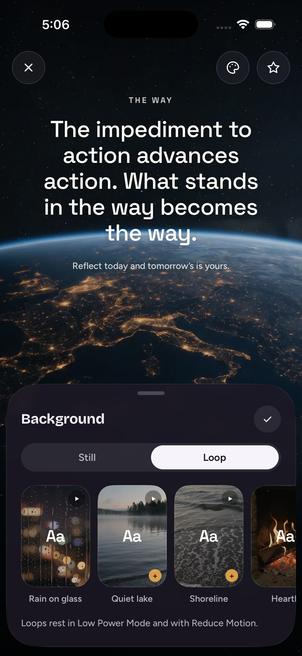 5:06
THE WAY
The impediment to
action advances
action. What stands
in the way becomes
the way.
Reflect today and tomorrow's is yours.
Background
Still
Loop
Aa
Aa
Aa
Aa
Rain on glass
Quiet lake
Shoreline
Loops rest in Low Power Mode and with Reduce Motion.